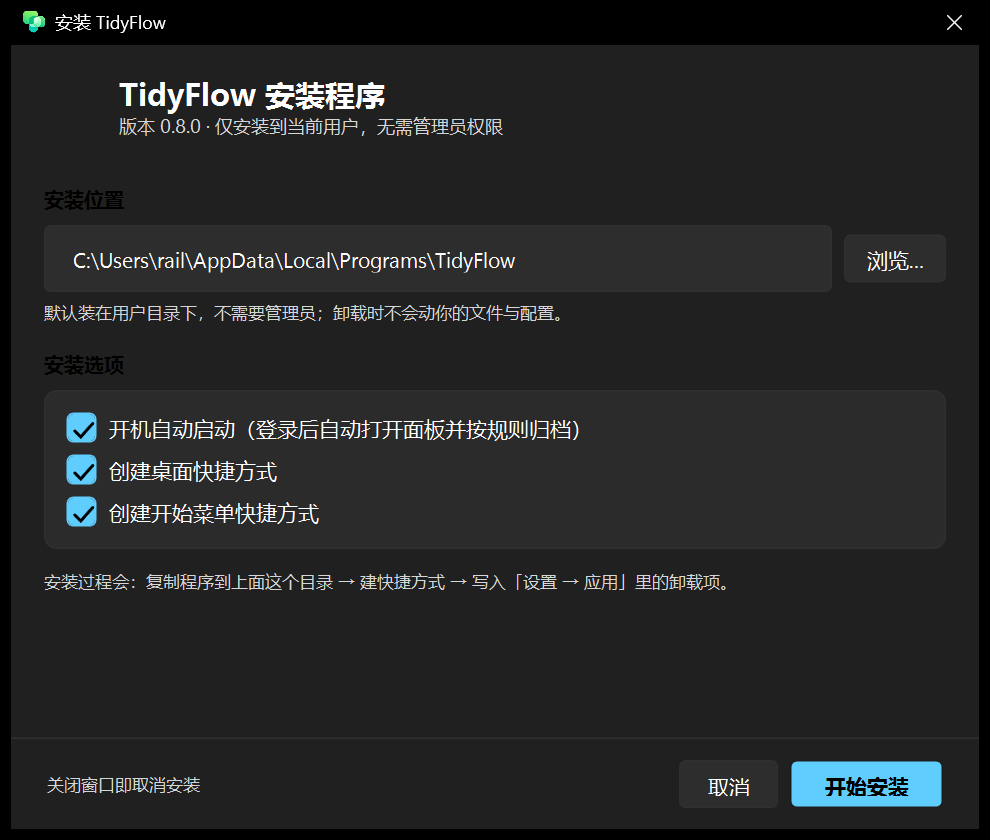 安装 TidyFlow
TidyFlow 安装程序
版本 0.8.0 · 仅安装到当前用户，无需管理员权限
安装位置
C:\Users\rail\AppData\Local\Programs\TidyFlow
浏览...
默认装在用户目录下，不需要管理员；卸载时不会动你的文件与配置。
安装选项
开机自动启动（登录后自动打开面板并按规则归档）
创建桌面快捷方式
创建开始菜单快捷方式
安装过程会：复制程序到上面这个目录 → 建快捷方式 → 写入「设置 → 应用」里的卸载项。
关闭窗口即取消安装
取消
开始安装